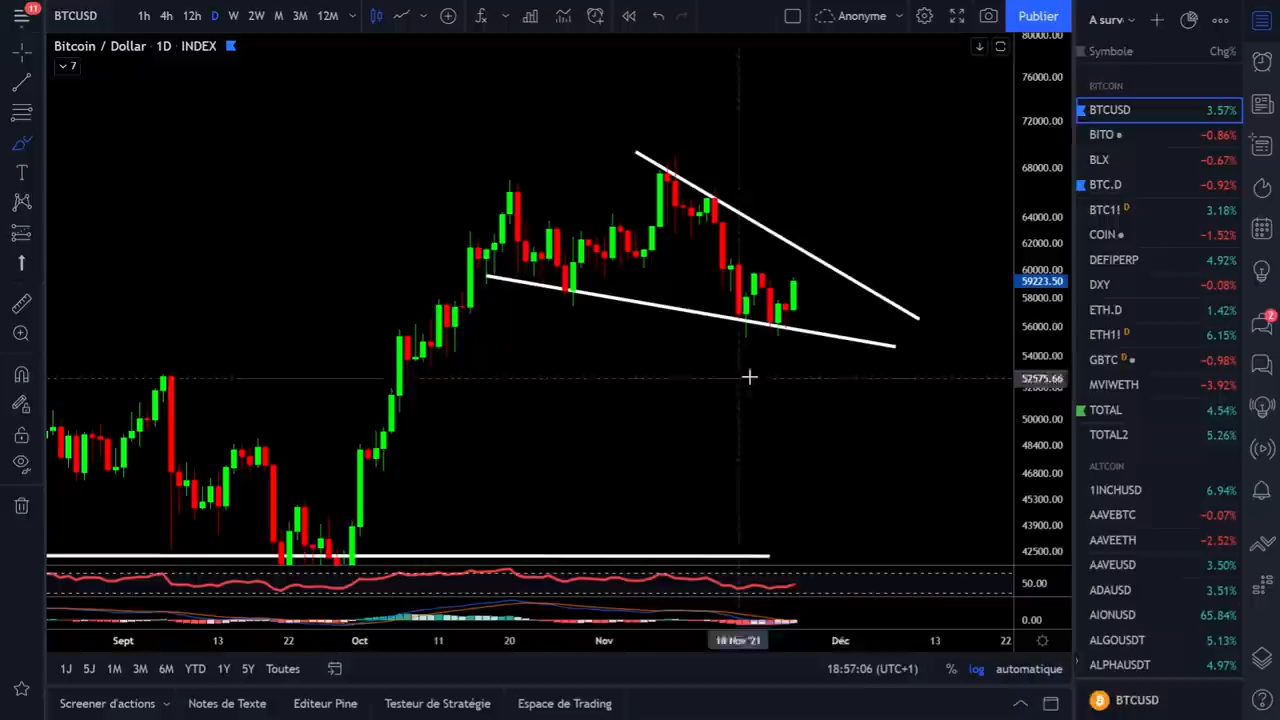 11
BTCUSD 1h 4h 12h D W 2W M 3M 12M Anonyme Publier A surv
Bitcoin / Dollar · 1D · INDEX
7
80000.00
76000.00
72000.00
68000.00
64000.00
62000.00
60000.00
59223.50
58000.00
56000.00
54000.00
52575.66
52000.00
50000.00
48400.00
46800.00
45300.00
43900.00
42500.00
50.00
0.00
Sept 13 22 Oct 11 20 Nov 18 Nov '21 Déc 13 22
1J 5J 1M 3M 6M YTD 1Y 5Y Toutes 18:57:06 (UTC+1) % log automatique
Screener d'actions Notes de Texte Editeur Pine Testeur de Stratégie Espace de Trading
Symbole Chg%
BITCOIN
BTCUSD 3.57%
BITO −0.86%
BLX −0.67%
BTC.D −0.92%
BTC1! D 3.18%
COIN −1.52%
DEFIPERP 4.92%
DXY −0.08%
ETH.D 1.42%
ETH1! D 6.15%
GBTC D −0.98%
MVIWETH −3.92%
TOTAL 4.54%
TOTAL2 5.26%
ALTCOIN
1INCHUSD 6.94%
AAVEBTC −0.07%
AAVEETH −2.52%
AAVEUSD 3.50%
ADAUSD 3.51%
AIONUSD 65.84%
ALGOUSDT 5.13%
ALPHAUSDT 4.97%
BTCUSD
2